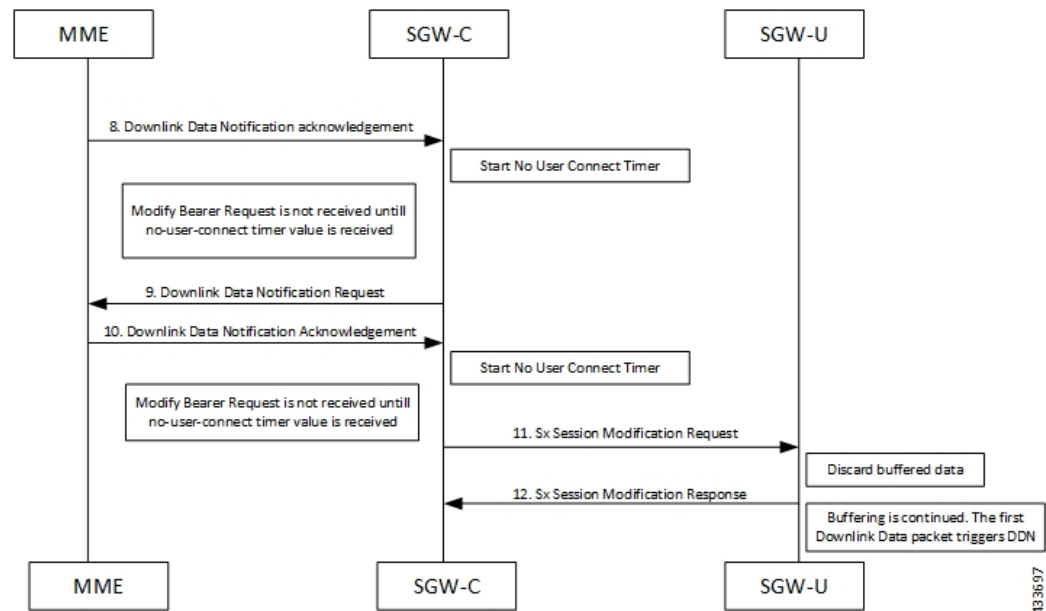 MME
SGW-C
SGW-U
8. Downlink Data Notification acknowledgement
Start No User Connect Timer
Modify Bearer Request is not received untill
no-user-connect timer value is received
9. Downlink Data Notification Request
10. Downlink Data Notification Acknowledgement
Start No User Connect Timer
Modify Bearer Request is not received untill
no-user-connect timer value is received
11. Sx Session Modification Request
Discard buffered data
12. Sx Session Modification Response
Buffering is continued. The first
Downlink Data packet triggers DDN
MME
SGW-C
SGW-U
433697